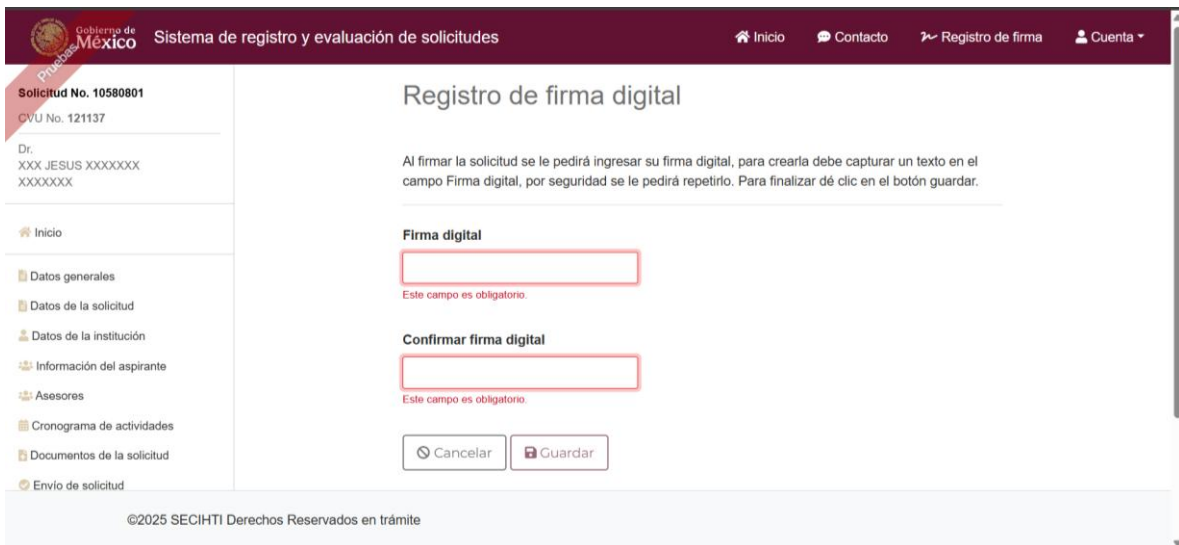 Gobierno de
México
Pruebas
Sistema de registro y evaluación de solicitudes
Inicio
Contacto
Registro de firma
Cuenta
Solicitud No. 10580801
CVU No. 121137
Dr.
XXX JESUS XXXXXXX
XXXXXXX
Inicio
Datos generales
Datos de la solicitud
Datos de la institución
Información del aspirante
Asesores
Cronograma de actividades
Documentos de la solicitud
Envío de solicitud
Registro de firma digital
Al firmar la solicitud se le pedirá ingresar su firma digital, para crearla debe capturar un texto en el
campo Firma digital, por seguridad se le pedirá repetirlo. Para finalizar dé clic en el botón guardar.
Firma digital
Este campo es obligatorio.
Confirmar firma digital
Este campo es obligatorio.
Cancelar
Guardar
©2025 SECIHTI Derechos Reservados en trámite